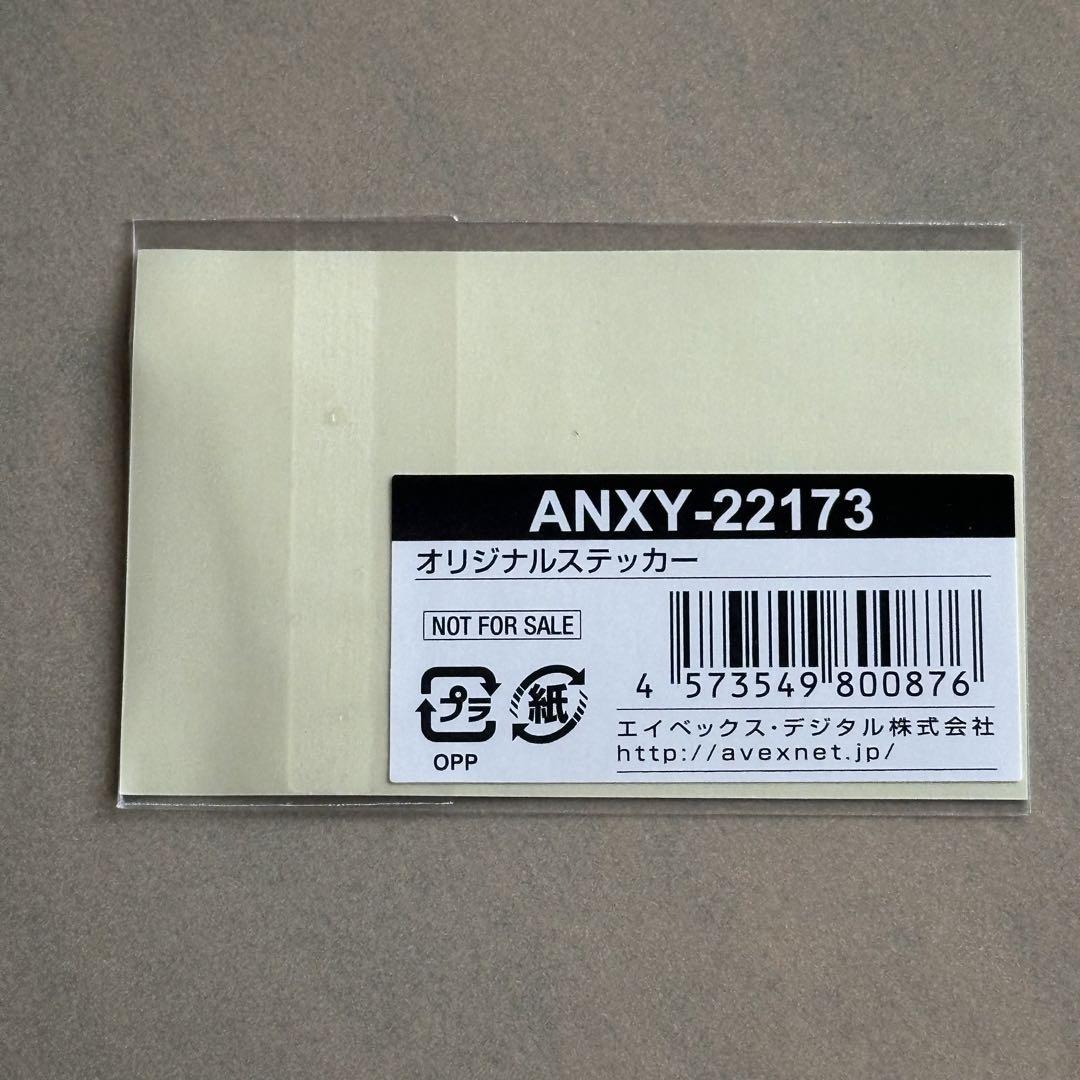 ANXY-22173
オリジナルステッカー
NOT FOR SALE
4 573549 800876
プラ
紙
OPP
エイベックス・デジタル株式会社
http://avexnet.jp/